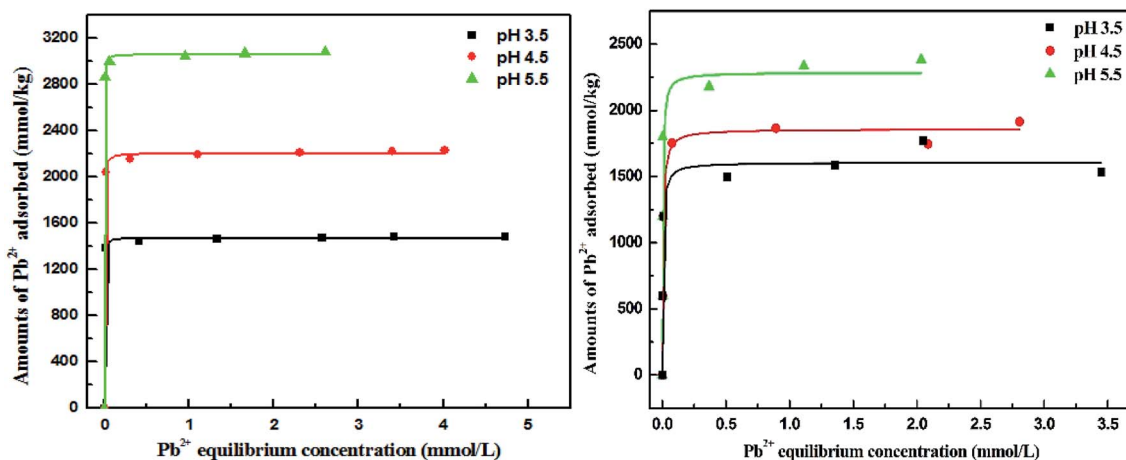 3200
2800
2400
2000
1600
1200
800
400
0
Amounts of Pb²⁺ adsorbed (mmol/kg)
pH 3.5
pH 4.5
pH 5.5
0 1 2 3 4 5
Pb²⁺ equilibrium concentration (mmol/L)
2500
2000
1500
1000
500
0
Amounts of Pb²⁺ adsorbed (mmol/kg)
pH 3.5
pH 4.5
pH 5.5
0.0 0.5 1.0 1.5 2.0 2.5 3.0 3.5
Pb²⁺ equilibrium concentration (mmol/L)